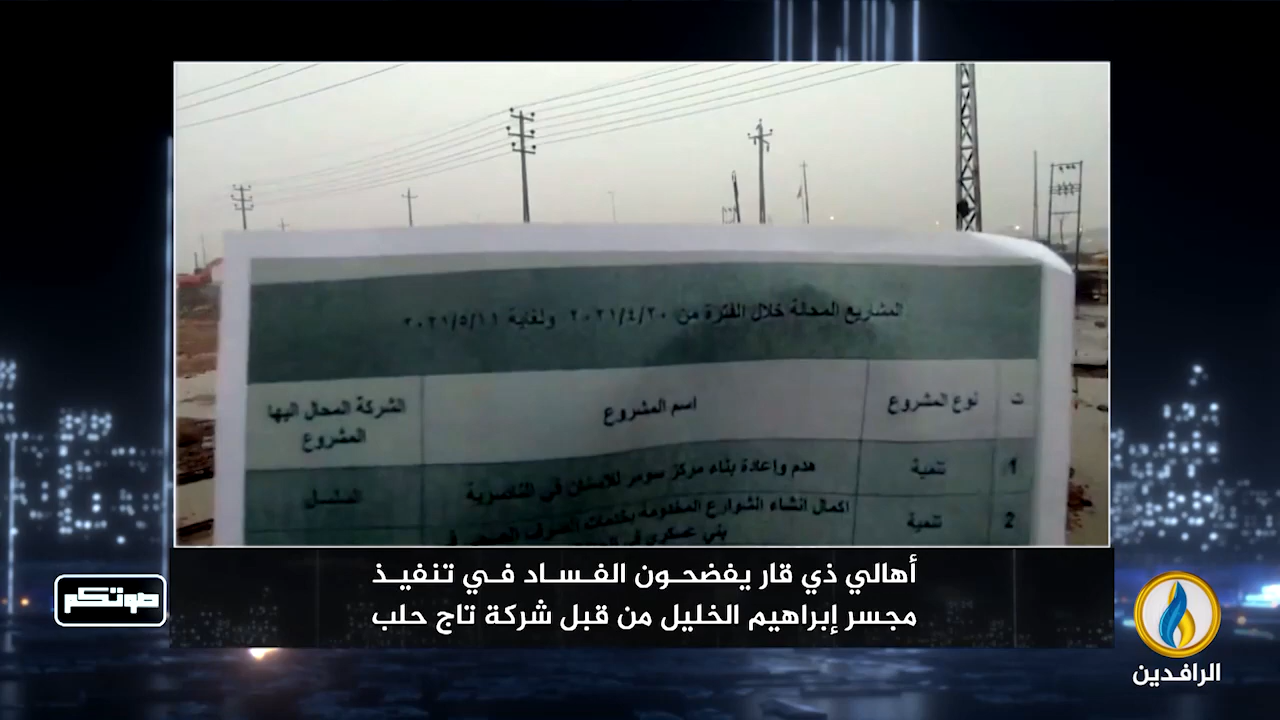 المشاريع المحالة خلال الفترة من ٢٠٢١/٤/٢٠ ولغاية ٢٠٢١/٥/١١
ت نوع المشروع اسم المشروع الشركة المحال اليها المشروع
1 تنمية هدم واعادة بناء مركز سومر للاسنان في الناصرية
2 تنمية اكمال انشاء الشوارع المخدومة بخدمات الصرف الصحي في
أهالي ذي قار يفضحون الفساد في تنفيذ
مجسر إبراهيم الخليل من قبل شركة تاج حلب
صوتكم
الرافدين